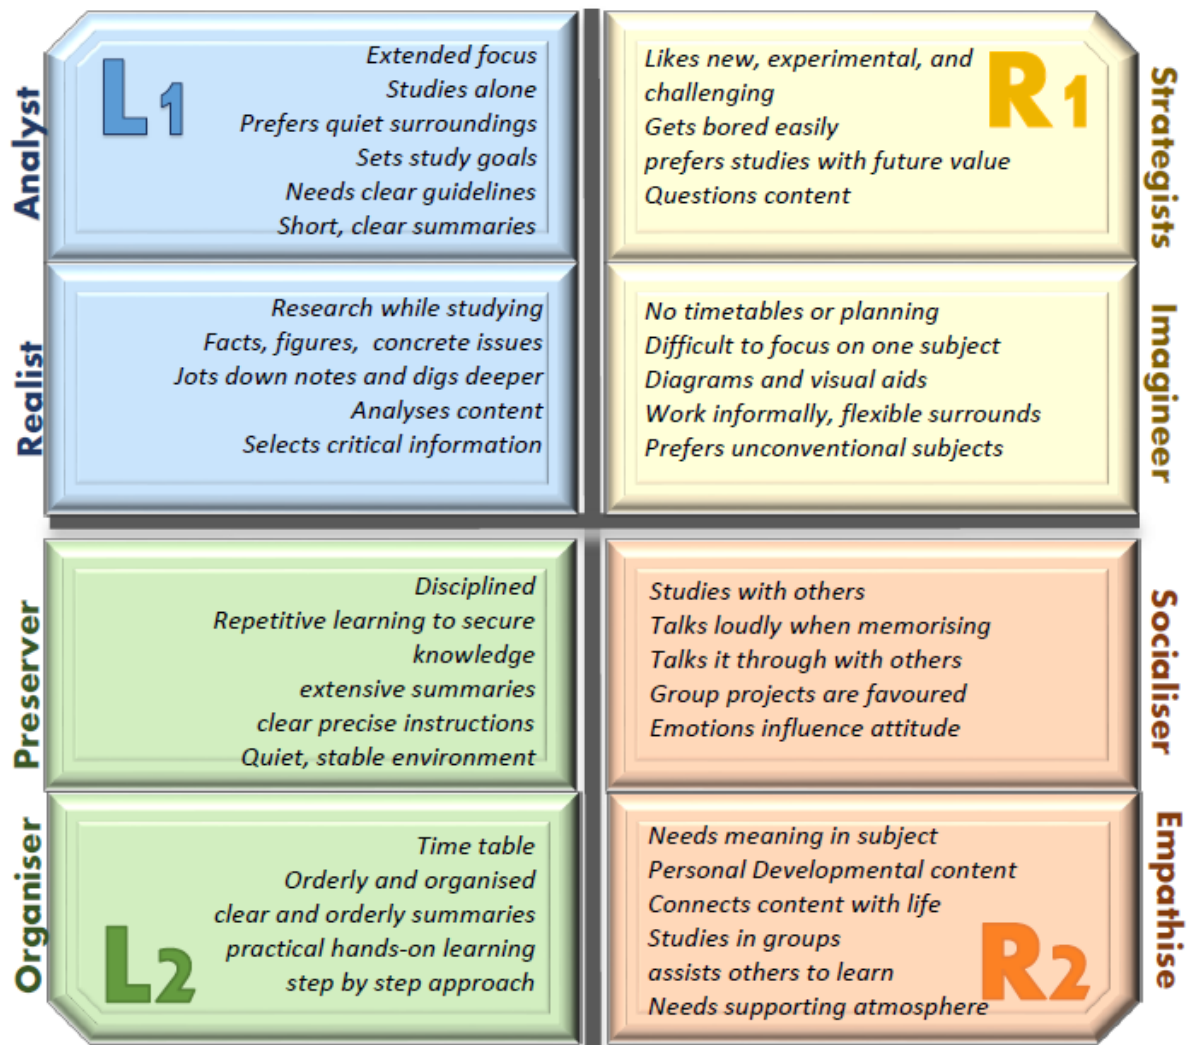 Analyst
L1
Extended focus
Studies alone
Prefers quiet surroundings
Sets study goals
Needs clear guidelines
Short, clear summaries
Strategists
R1
Likes new, experimental, and
challenging
Gets bored easily
prefers studies with future value
Questions content
Realist
Research while studying
Facts, figures, concrete issues
Jots down notes and digs deeper
Analyses content
Selects critical information
Imagineer
No timetables or planning
Difficult to focus on one subject
Diagrams and visual aids
Work informally, flexible surrounds
Prefers unconventional subjects
Preserver
Disciplined
Repetitive learning to secure
knowledge
extensive summaries
clear precise instructions
Quiet, stable environment
Socialiser
Studies with others
Talks loudly when memorising
Talks it through with others
Group projects are favoured
Emotions influence attitude
Organiser
Time table
Orderly and organised
clear and orderly summaries
practical hands-on learning
step by step approach
L2
Empathise
Needs meaning in subject
Personal Developmental content
Connects content with life
Studies in groups
assists others to learn
Needs supporting atmosphere
R2